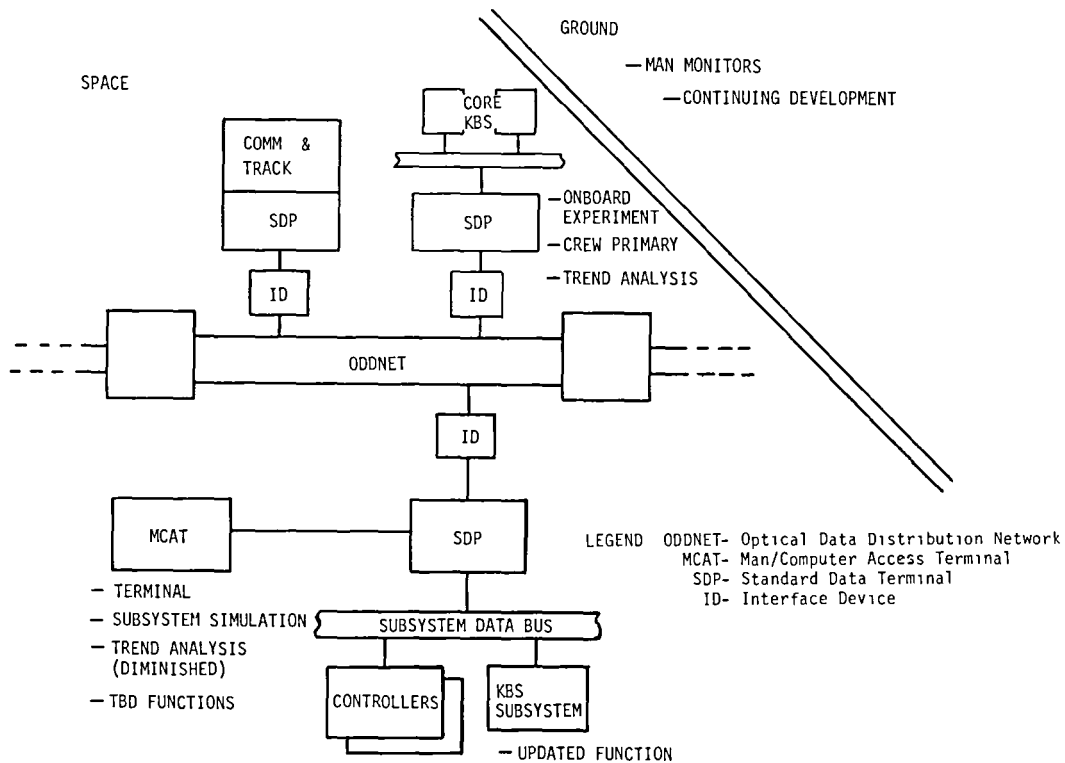 GROUND
— MAN MONITORS
— CONTINUING DEVELOPMENT
SPACE
CORE
KBS
COMM &
TRACK
SDP
SDP
— ONBOARD
EXPERIMENT
— CREW PRIMARY
— TREND ANALYSIS
ID
ID
ODDNET
ID
MCAT
SDP
LEGEND ODDNET- Optical Data Distribution Network
MCAT- Man/Computer Access Terminal
SDP- Standard Data Terminal
ID- Interface Device
— TERMINAL
— SUBSYSTEM SIMULATION
— TREND ANALYSIS
(DIMINISHED)
— TBD FUNCTIONS
SUBSYSTEM DATA BUS
CONTROLLERS
KBS
SUBSYSTEM
— UPDATED FUNCTION